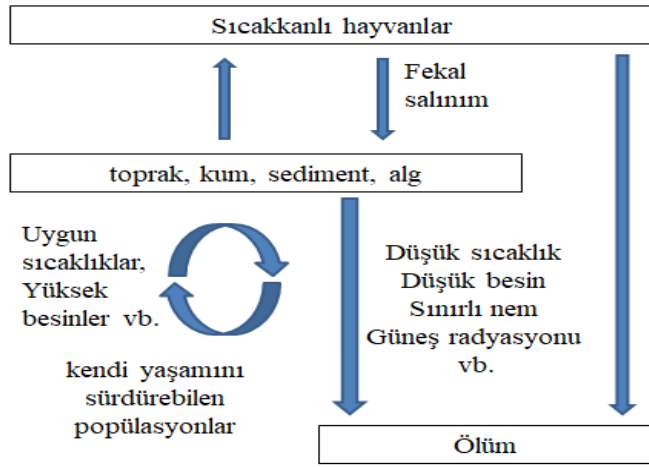 Sıcakkanlı hayvanlar
Fekal
salınım
toprak, kum, sediment, alg
Uygun
sıcaklıklar,
Yüksek
besinler vb.
kendi yaşamını
sürdürebilen
popülasyonlar
Düşük sıcaklık
Düşük besin
Sınırlı nem
Güneş radyasyonu
vb.
Ölüm